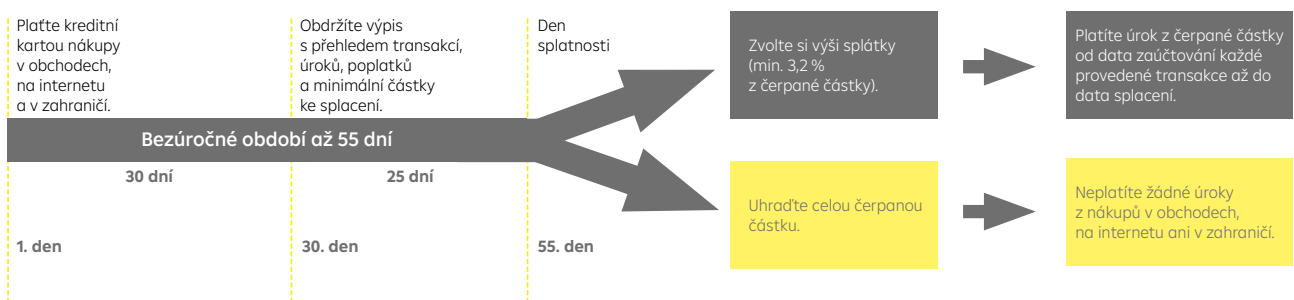 Plaťte kreditní
kartou nákupy
v obchodech,
na internetu
a v zahraničí.
Obdržíte výpis
s přehledem transakcí,
úroků, poplatků
a minimální částky
ke splacení.
Den
splatnosti
Bezúročné období až 55 dní
30 dní
25 dní
1. den
30. den
55. den
Zvolte si výši splátky
(min. 3,2 %
z čerpané částky).
Platíte úrok z čerpané částky
od data zaúčtování každé
provedené transakce až do
data splacení.
Uhraďte celou čerpanou
částku.
Neplatíte žádné úroky
z nákupů v obchodech,
na internetu ani v zahraničí.